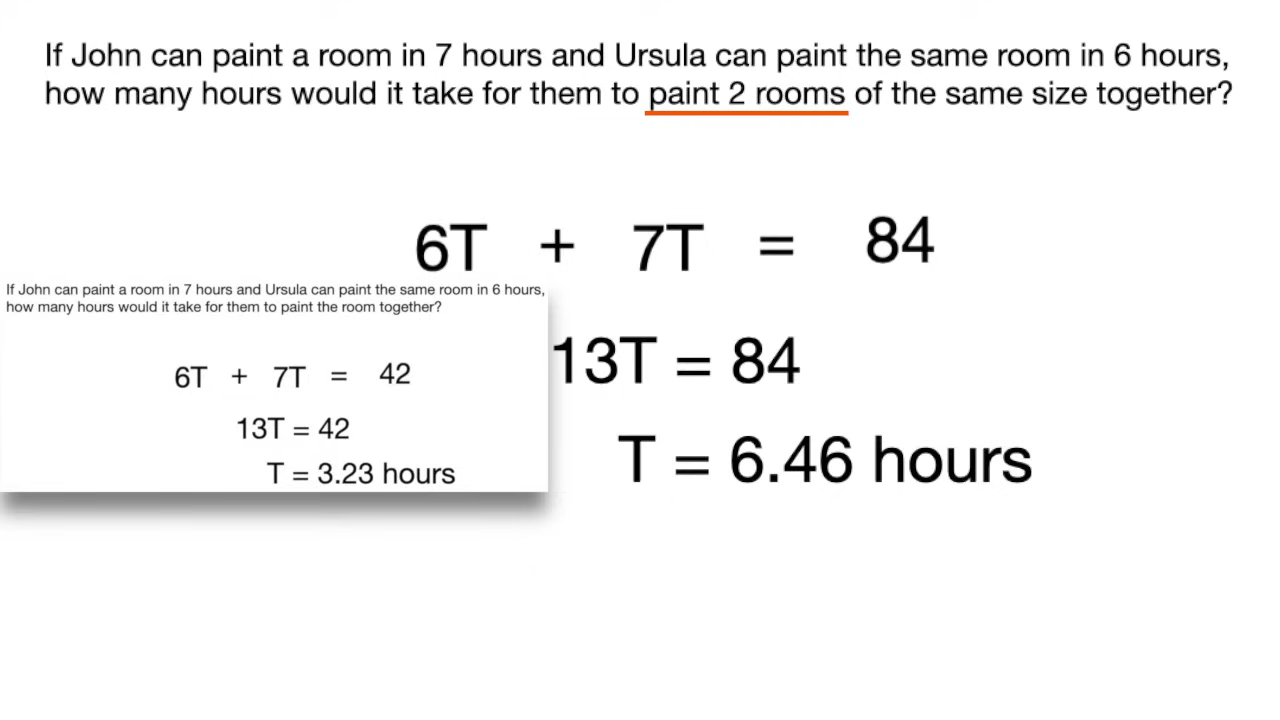 If John can paint a room in 7 hours and Ursula can paint the same room in 6 hours,
how many hours would it take for them to paint 2 rooms of the same size together?
6T + 7T = 84
13T = 84
T = 6.46 hours
If John can paint a room in 7 hours and Ursula can paint the same room in 6 hours,
how many hours would it take for them to paint the room together?
6T + 7T = 42
13T = 42
T = 3.23 hours